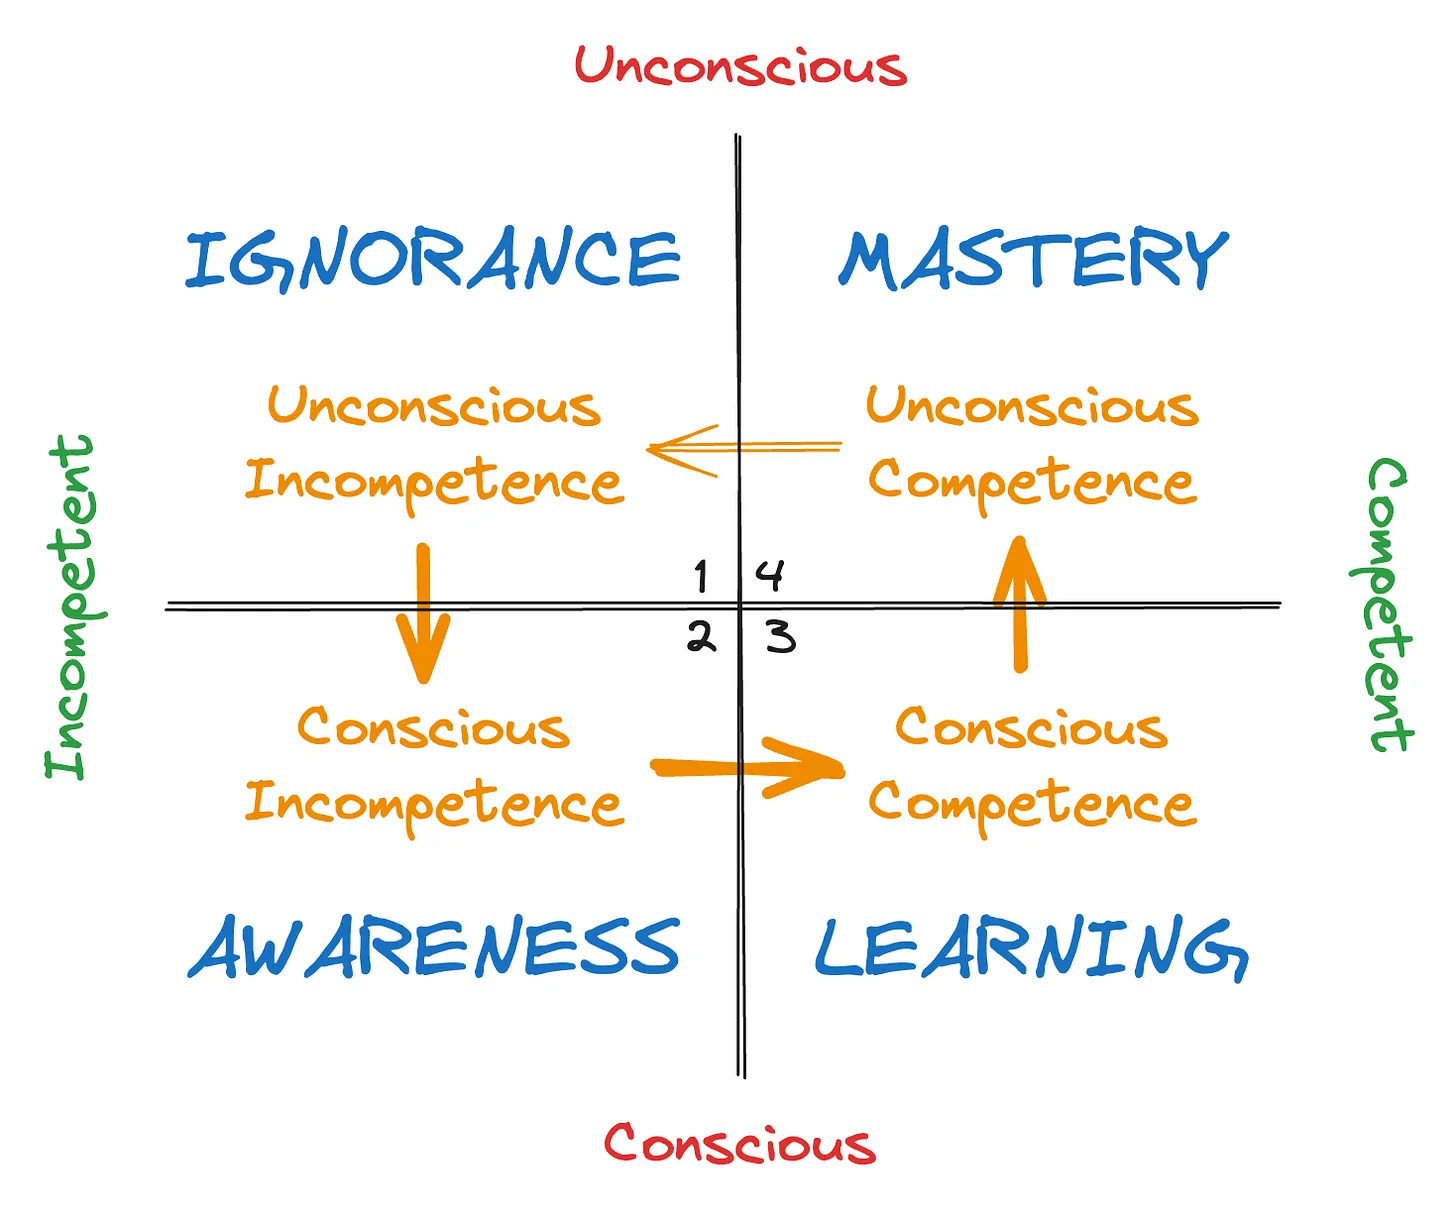 Unconscious
IGNORANCE
MASTERY
Unconscious
Incompetence
Unconscious
Competence
Incompetent
Competent
1
4
2
3
Conscious
Incompetence
Conscious
Competence
AWARENESS
LEARNING
Conscious